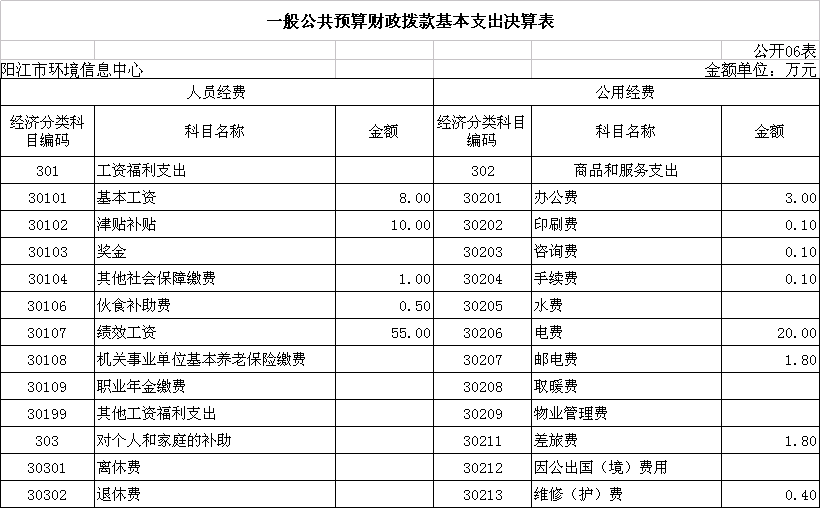 一般公共预算财政拨款基本支出决算表
公开06表
阳江市环境信息中心 金额单位：万元
人员经费 公用经费
经济分类科目编码 科目名称 金额 经济分类科目编码 科目名称 金额
301 工资福利支出 302 商品和服务支出
30101 基本工资 8.00 30201 办公费 3.00
30102 津贴补贴 10.00 30202 印刷费 0.10
30103 奖金 30203 咨询费 0.10
30104 其他社会保障缴费 1.00 30204 手续费 0.10
30106 伙食补助费 0.50 30205 水费
30107 绩效工资 55.00 30206 电费 20.00
30108 机关事业单位基本养老保险缴费 30207 邮电费 1.80
30109 职业年金缴费 30208 取暖费
30199 其他工资福利支出 30209 物业管理费
303 对个人和家庭的补助 30211 差旅费 1.80
30301 离休费 30212 因公出国（境）费用
30302 退休费 30213 维修（护）费 0.40